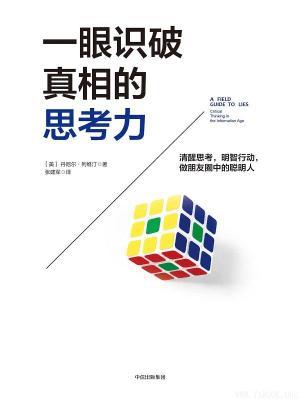 一眼识破
真相的
思考力
A FIELD
GUIDE TO LIES
Critical
Thinking in
the Information Age
[美]丹尼尔·列维汀◎著
张建军◎译
清醒思考,明智行动,
做朋友圈中的聪明人
中信出版集团